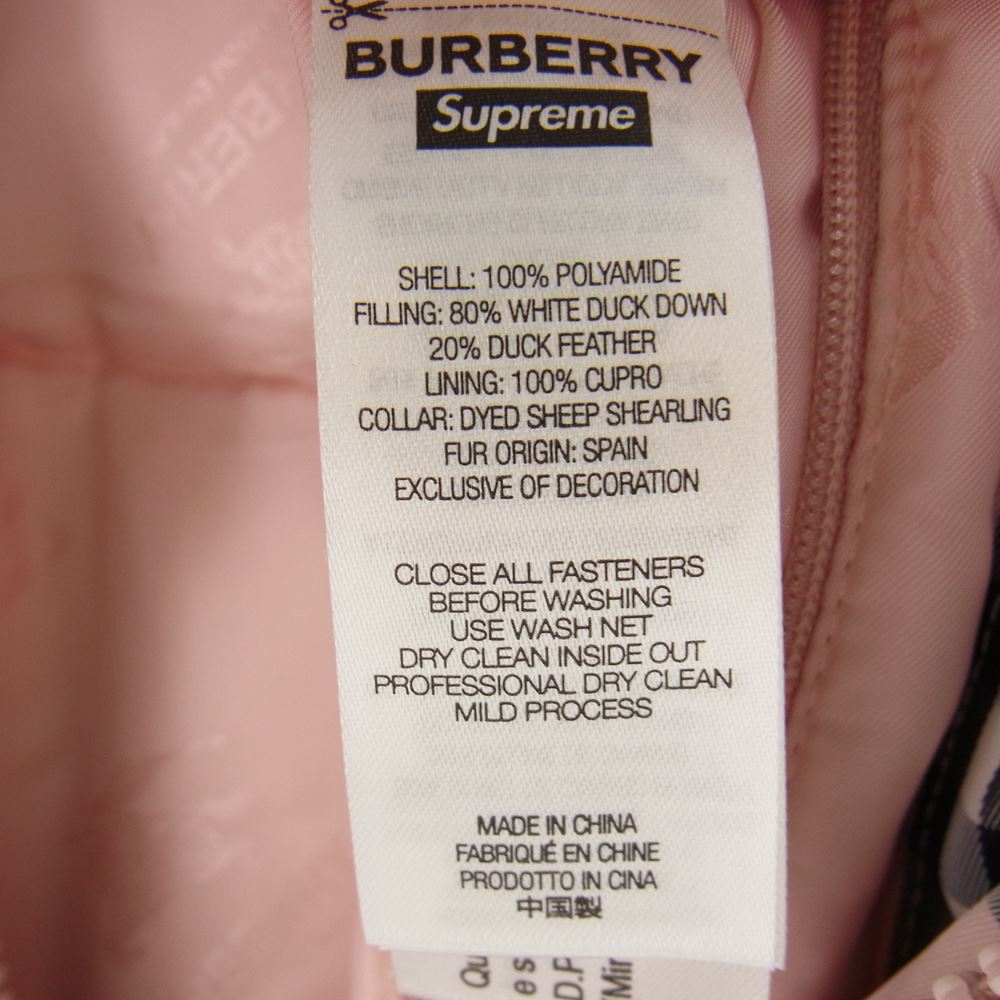 BURBERRY
Supreme
SHELL: 100% POLYAMIDE
FILLING: 80% WHITE DUCK DOWN
20% DUCK FEATHER
LINING: 100% CUPRO
COLLAR: DYED SHEEP SHEARLING
FUR ORIGIN: SPAIN
EXCLUSIVE OF DECORATION
CLOSE ALL FASTENERS
BEFORE WASHING
USE WASH NET
DRY CLEAN INSIDE OUT
PROFESSIONAL DRY CLEAN
MILD PROCESS
MADE IN CHINA
FABRIQUÉ EN CHINE
PRODOTTO IN CINA
中国製